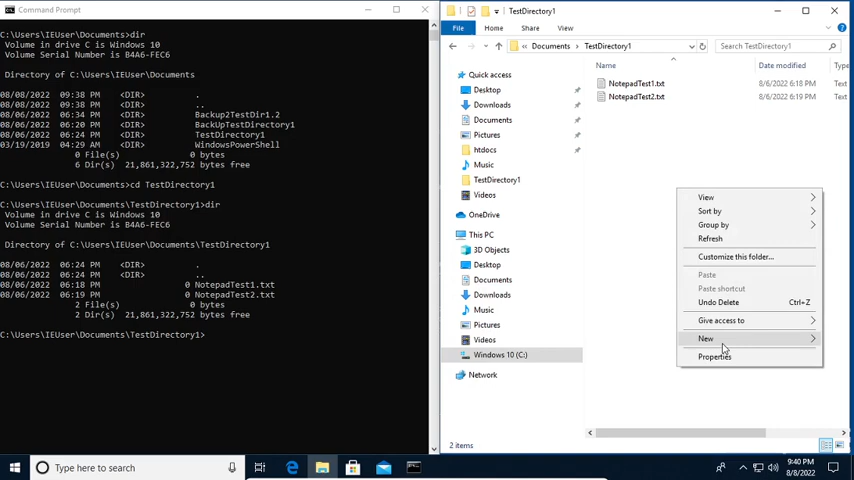 Command Prompt
C:\Users\IEUser\Documents>dir
Volume in drive C is Windows 10
Volume Serial Number is B4A6-FEC6
Directory of C:\Users\IEUser\Documents
08/08/2022 09:38 PM <DIR> .
08/08/2022 09:38 PM <DIR> ..
08/06/2022 06:34 PM <DIR> Backup2TestDir1.2
08/06/2022 06:24 PM <DIR> BackUpTestDirectory1
08/06/2022 06:24 PM <DIR> TestDirectory1
03/19/2019 04:29 AM <DIR> WindowsPowerShell
0 File(s) 0 bytes
6 Dir(s) 21,861,322,752 bytes free
C:\Users\IEUser\Documents>cd TestDirectory1
C:\Users\IEUser\Documents\TestDirectory1>dir
Volume in drive C is Windows 10
Volume Serial Number is B4A6-FEC6
Directory of C:\Users\IEUser\Documents\TestDirectory1
08/06/2022 06:24 PM <DIR> .
08/06/2022 06:24 PM <DIR> ..
08/06/2022 06:18 PM 0 NotepadTest1.txt
08/06/2022 06:19 PM 0 NotepadTest2.txt
2 File(s) 0 bytes
2 Dir(s) 21,861,322,752 bytes free
C:\Users\IEUser\Documents\TestDirectory1>
TestDirectory1
File Home Share View
Documents TestDirectory1 Search TestDirectory1
Name Date modified Type
NotepadTest1.txt 8/6/2022 6:18 PM Text
NotepadTest2.txt 8/6/2022 6:19 PM Text
Quick access
Desktop
Downloads
Documents
Pictures
htdocs
Music
TestDirectory1
Videos
OneDrive
This PC
3D Objects
Desktop
Documents
Downloads
Music
Pictures
Videos
Windows 10 (C:)
Network
View
Sort by
Group by
Refresh
Customize this folder...
Paste
Paste shortcut
Undo Delete Ctrl+Z
Give access to
New
Properties
2 items
Type here to search
9:40 PM
8/8/2022